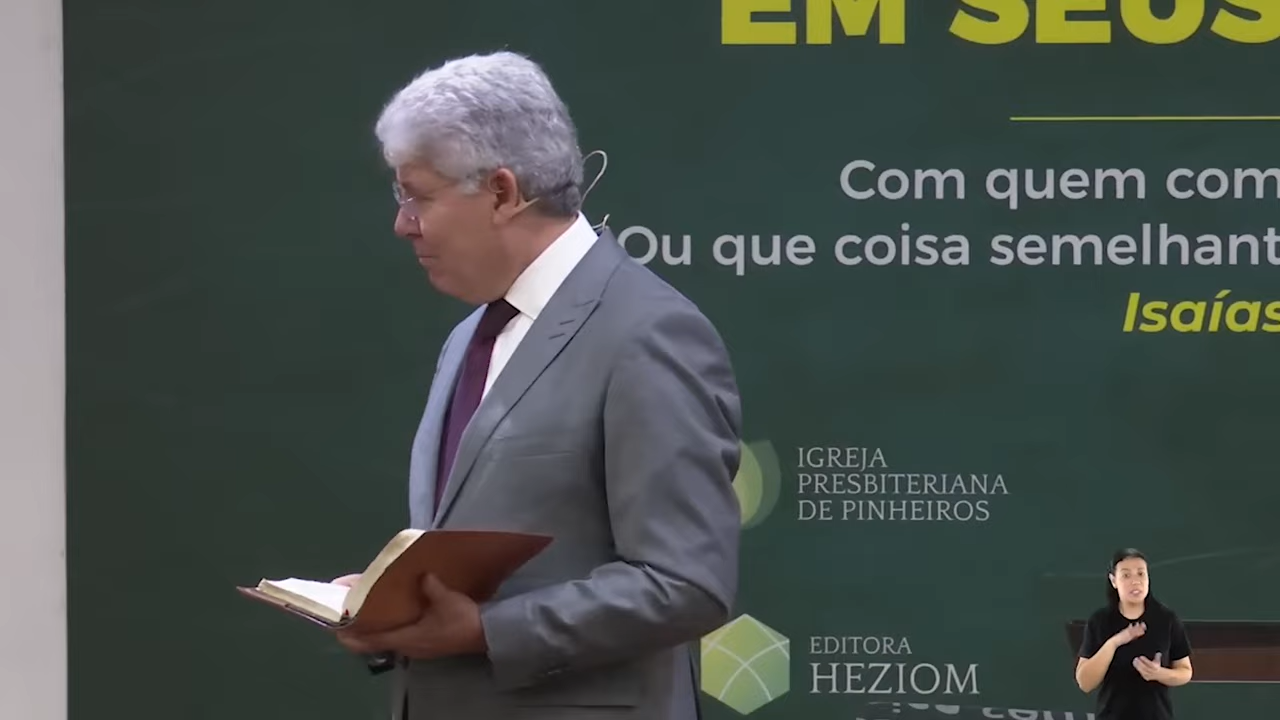 EM SEUS
Com quem com
Ou que coisa semelhant
Isaías
IGREJA
PRESBITERIANA
DE PINHEIROS
EDITORA
HEZIOM